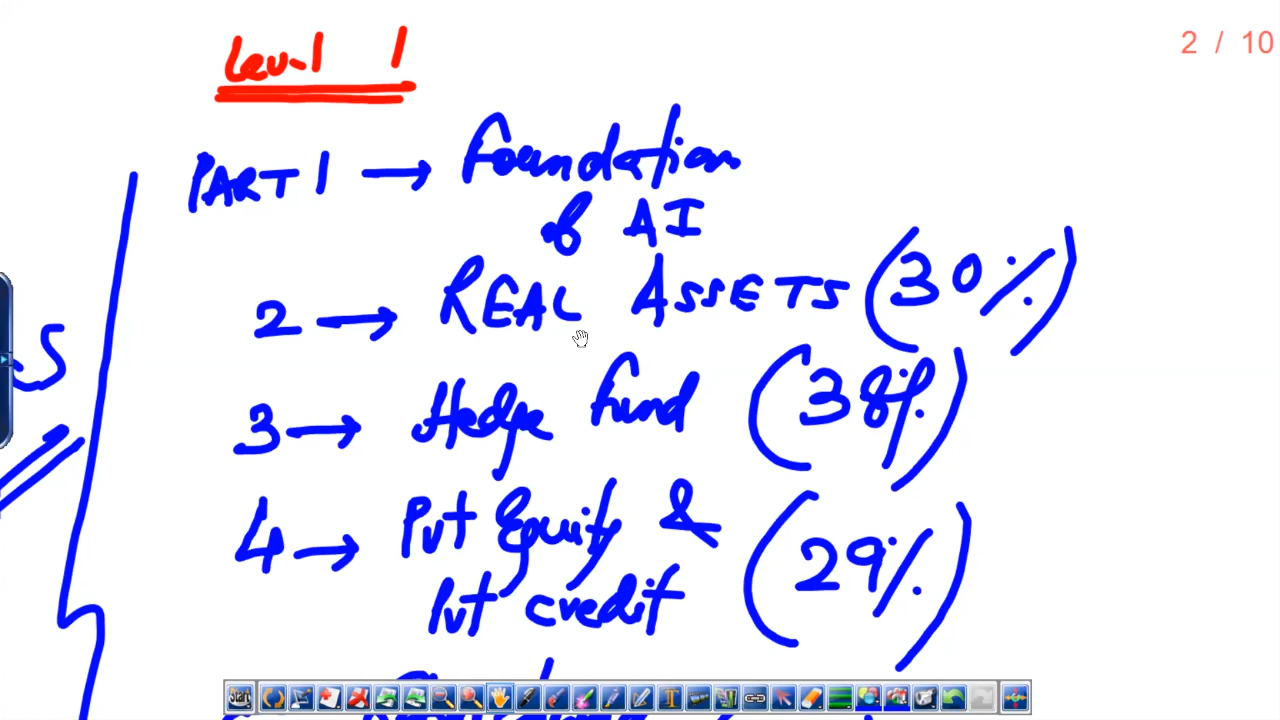 2 / 10
Level 1
PART 1 → Foundation
of AI
2 → REAL ASSETS (30%)
3 → Hedge Fund (38%)
4 → Pvt Equity &
Pvt credit (29%)
S
Start